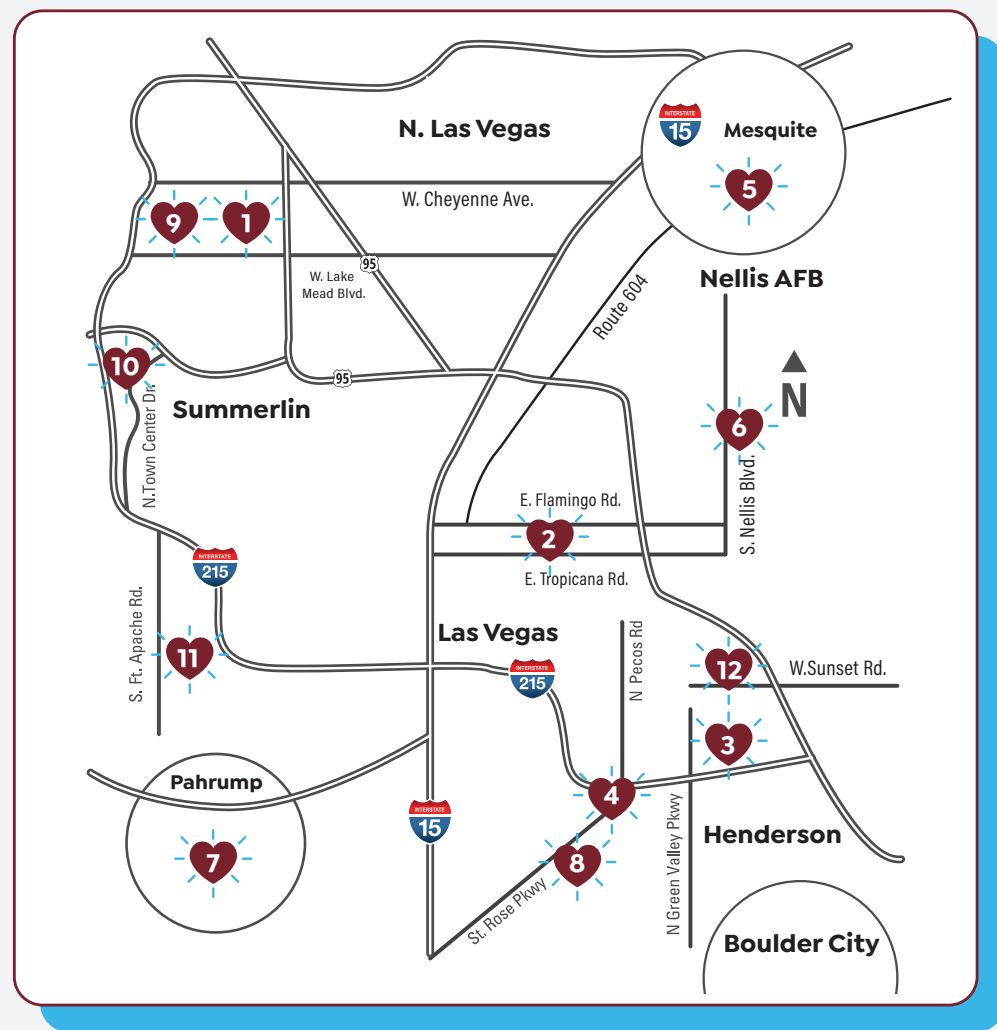 N. Las Vegas
INTERSTATE
15
Mesquite
5
W. Cheyenne Ave.
9
1
W. Lake
Mead Blvd.
95
Nellis AFB
Route 604
10
95
N
Summerlin
N.Town Center Dr.
6
S. Nellis Blvd.
E. Flamingo Rd.
2
E. Tropicana Rd.
INTERSTATE
215
S. Ft. Apache Rd.
11
Las Vegas
INTERSTATE
215
N Pecos Rd
12
W.Sunset Rd.
3
Pahrump
7
INTERSTATE
15
4
8
St. Rose Pkwy
N Green Valley Pkwy
Henderson
Boulder City